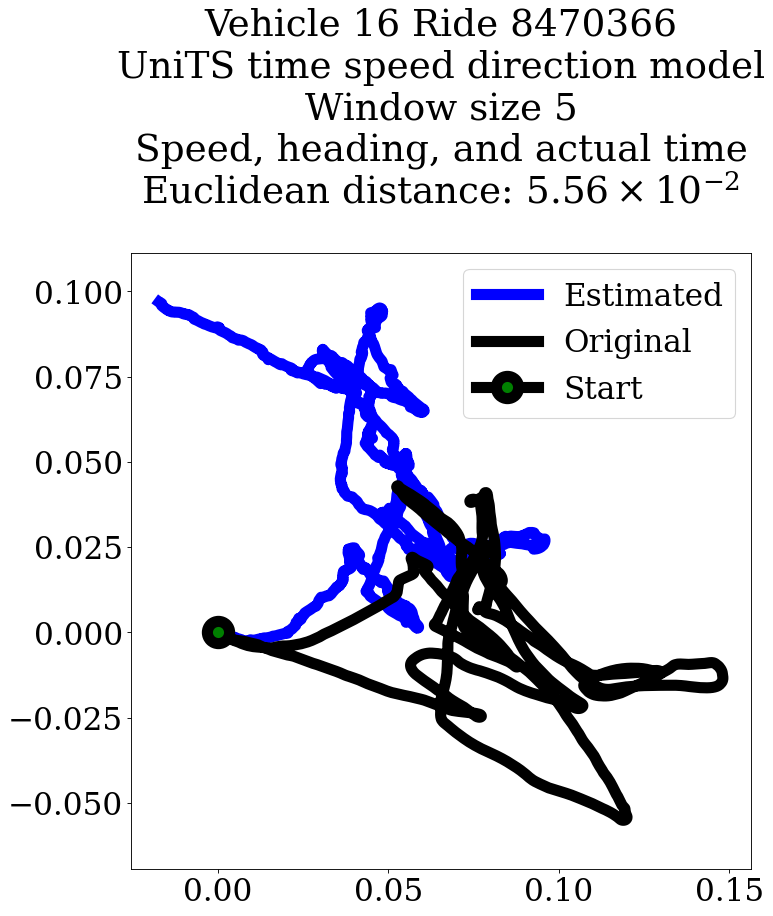 Vehicle 16 Ride 8470366
UniTS time speed direction model
Window size 5
Speed, heading, and actual time
Euclidean distance: 5.56 × 10⁻²
Estimated
Original
Start
0.100
0.075
0.050
0.025
0.000
−0.025
−0.050
0.00
0.05
0.10
0.15